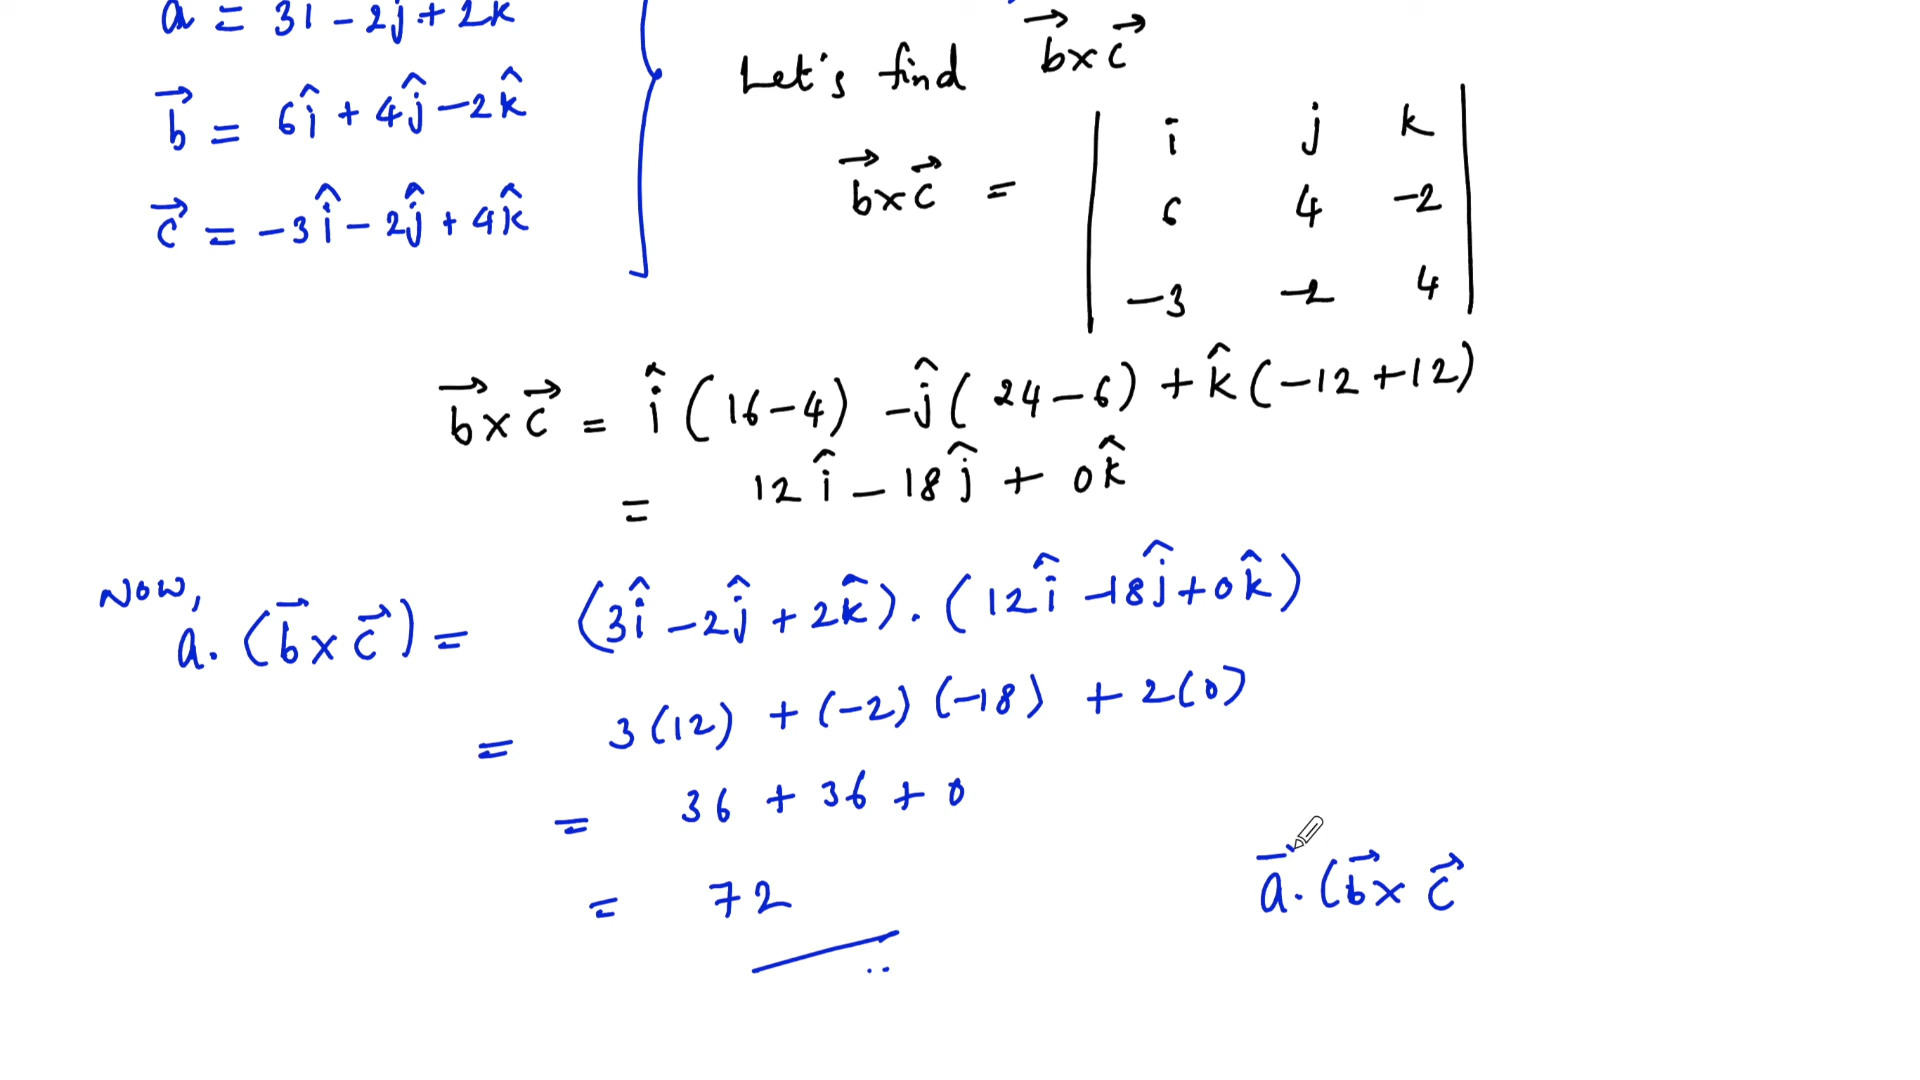 a = 3i - 2j + 2k
b⃗ = 6î + 4ĵ - 2k̂
c⃗ = -3î - 2ĵ + 4k̂
Let's find b⃗ x c⃗
b⃗ x c⃗ = | i j k |
| 6 4 -2 |
| -3 -2 4 |
b⃗ x c⃗ = î (16-4) - ĵ (24-6) + k̂ (-12+12)
= 12î - 18ĵ + 0k̂
Now,
a. (b⃗ x c⃗) = (3î - 2ĵ + 2k̂) . (12î - 18ĵ + 0k̂)
= 3(12) + (-2)(-18) + 2(0)
= 36 + 36 + 0
= 72
a⃗. (b⃗ x c⃗